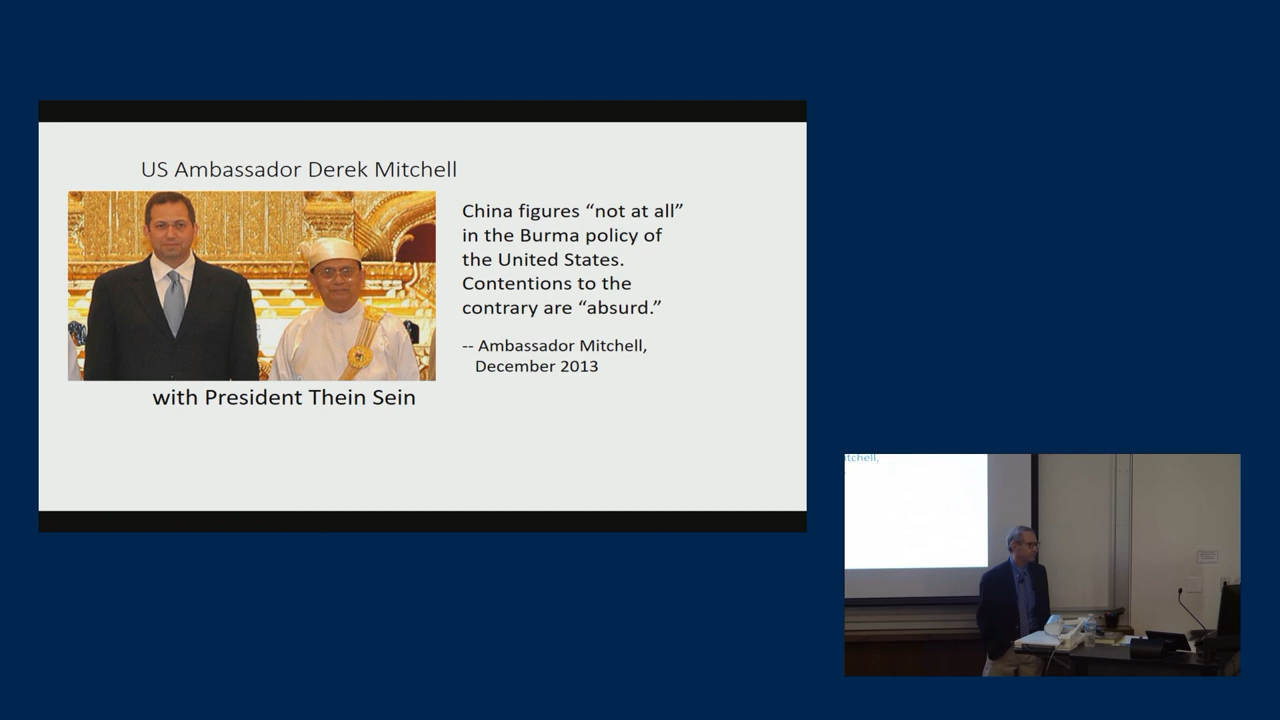 US Ambassador Derek Mitchell
China figures “not at all”
in the Burma policy of
the United States.
Contentions to the
contrary are “absurd.”
-- Ambassador Mitchell,
December 2013
with President Thein Sein
itchell,